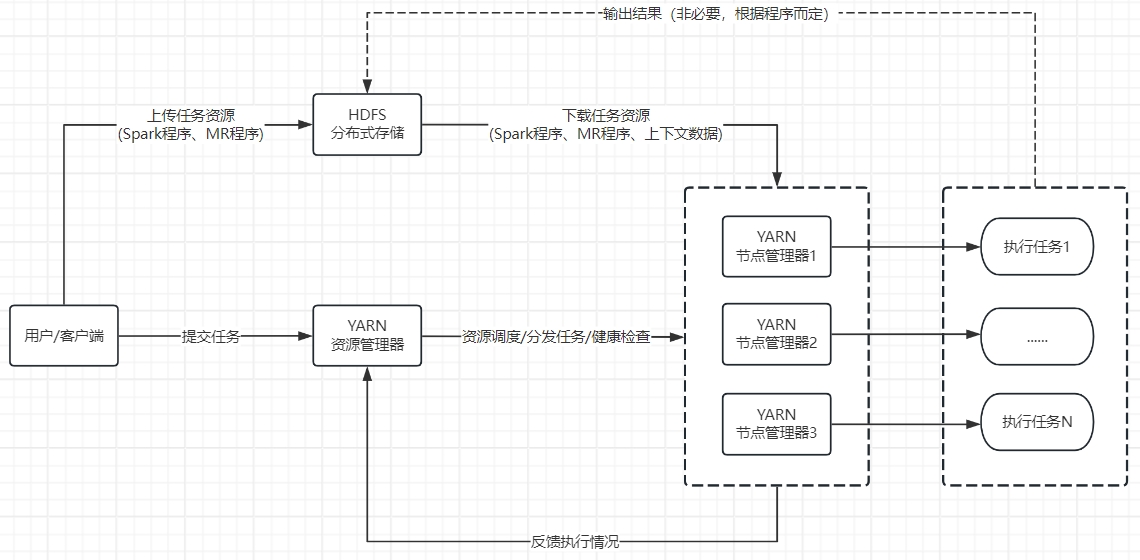 输出结果（非必要，根据程序而定）
上传任务资源
(Spark程序、MR程序)
HDFS
分布式存储
下载任务资源
(Spark程序、MR程序、上下文数据)
YARN
节点管理器1
执行任务1
用户/客户端
提交任务
YARN
资源管理器
资源调度/分发任务/健康检查
YARN
节点管理器2
......
YARN
节点管理器3
执行任务N
反馈执行情况